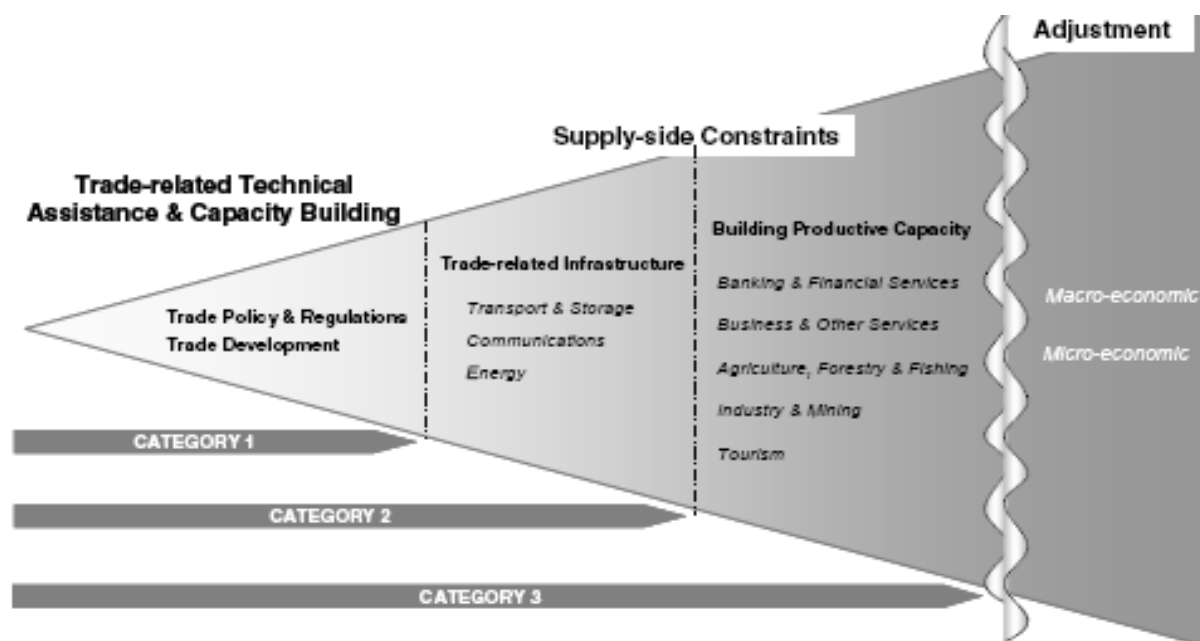 Adjustment
Supply-side Constraints
Trade-related Technical
Assistance & Capacity Building
Building Productive Capacity
Trade-related Infrastructure
Banking & Financial Services
Macro-economic
Transport & Storage
Trade Policy & Regulations
Business & Other Services
Communications
Trade Development
Micro-economic
Energy
Agriculture, Forestry & Fishing
Industry & Mining
CATEGORY 1
Tourism
CATEGORY 2
CATEGORY 3